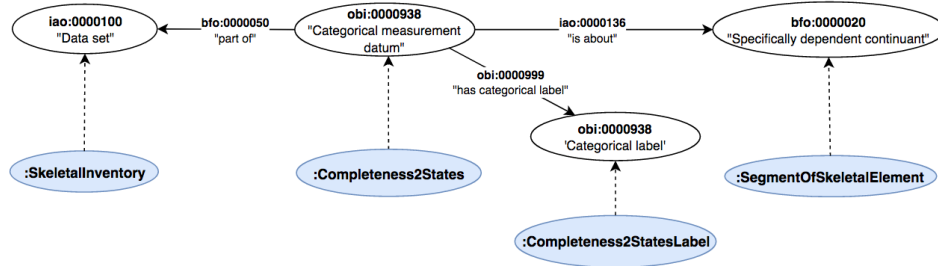 iao:0000100
"Data set"
bfo:0000050
"part of"
obi:0000938
"Categorical measurement
datum"
iao:0000136
"is about"
bfo:0000020
"Specifically dependent continuant"
obi:0000999
"has categorical label"
obi:0000938
'Categorical label'
:SkeletalInventory
:Completeness2States
:SegmentOfSkeletalElement
:Completeness2StatesLabel